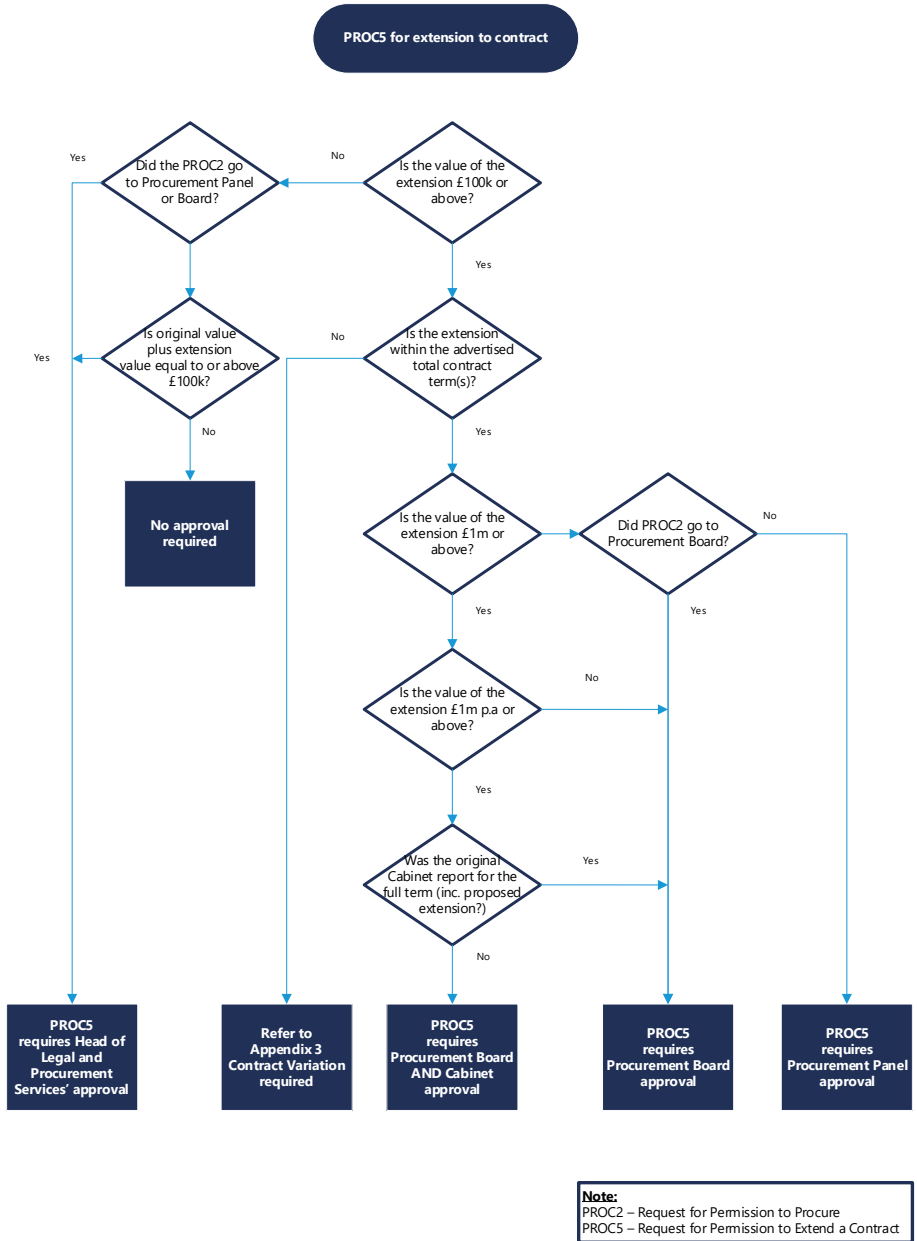 PROC5 for extension to contract
Yes
Did the PROC2 go
to Procurement Panel
or Board?
No
Is the value of the
extension £100k or
above?
Yes
Yes
Is original value
plus extension
value equal to or above
£100k?
No
Is the extension
within the advertised
total contract
term(s)?
No
Yes
No approval
required
Is the value of the
extension £1m or
above?
Did PROC2 go to
Procurement Board?
No
Yes
Yes
Is the value of the
extension £1m p.a or
above?
No
Yes
Was the original
Cabinet report for the
full term (inc. proposed
extension?)
Yes
No
PROC5
requires Head of
Legal and
Procurement
Services’ approval
Refer to
Appendix 3
Contract Variation
required
PROC5
requires
Procurement Board
AND Cabinet
approval
PROC5
requires
Procurement Board
approval
PROC5
requires
Procurement Panel
approval
Note:
PROC2 – Request for Permission to Procure
PROC5 – Request for Permission to Extend a Contract